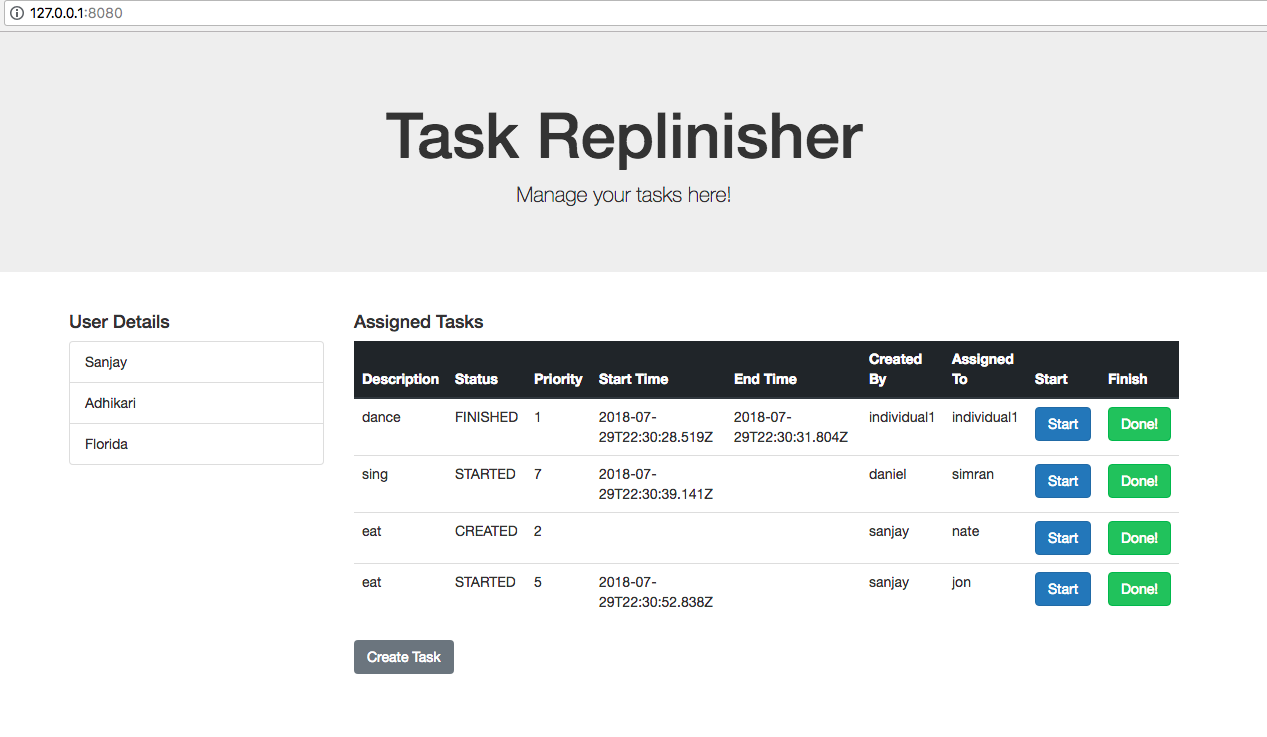 127.0.0.1:8080
Task Replinisher
Manage your tasks here!
User Details
Sanjay
Adhikari
Florida
Assigned Tasks
Description Status Priority Start Time End Time Created By Assigned To Start Finish
dance FINISHED 1 2018-07-29T22:30:28.519Z 2018-07-29T22:30:31.804Z individual1 individual1 Start Done!
sing STARTED 7 2018-07-29T22:30:39.141Z daniel simran Start Done!
eat CREATED 2 sanjay nate Start Done!
eat STARTED 5 2018-07-29T22:30:52.838Z sanjay jon Start Done!
Create Task